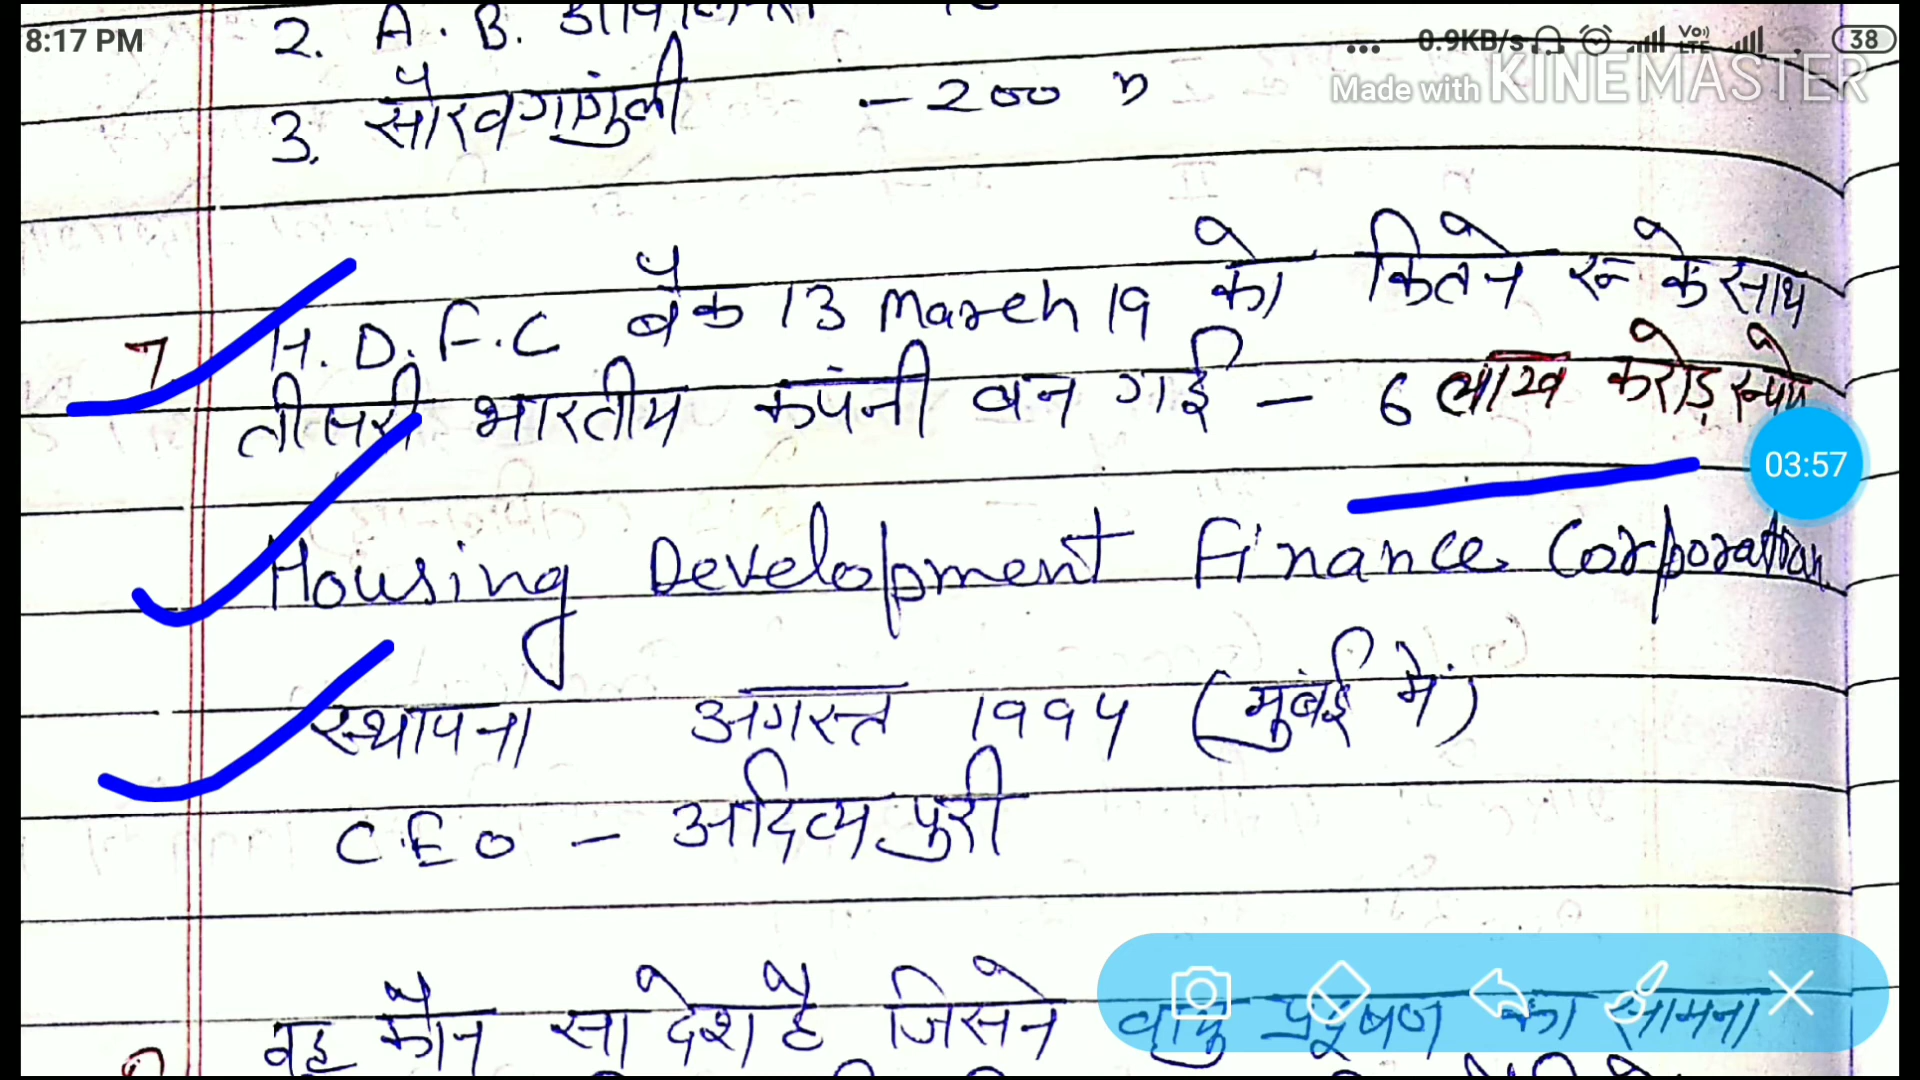 8:17 PM
... 0.9KB/s Vo) LTE 38
Made with KINEMASTER
2. A. B.
3. सौरवगांगुली - 200 n
7. H.D.F.C बैंक 13 March 19 को कितने रू के साथ
तीसरी भारतीय कंपनी बन गई - 6 लाख करोड़
03:57
Housing Development Finance Corporation.
स्थापना अगस्त 1994 (मुंबई में)
C.E.O - आदित्य पुरी
वह कौन सा देश है जिसने वायु प्रदूषण का सामना